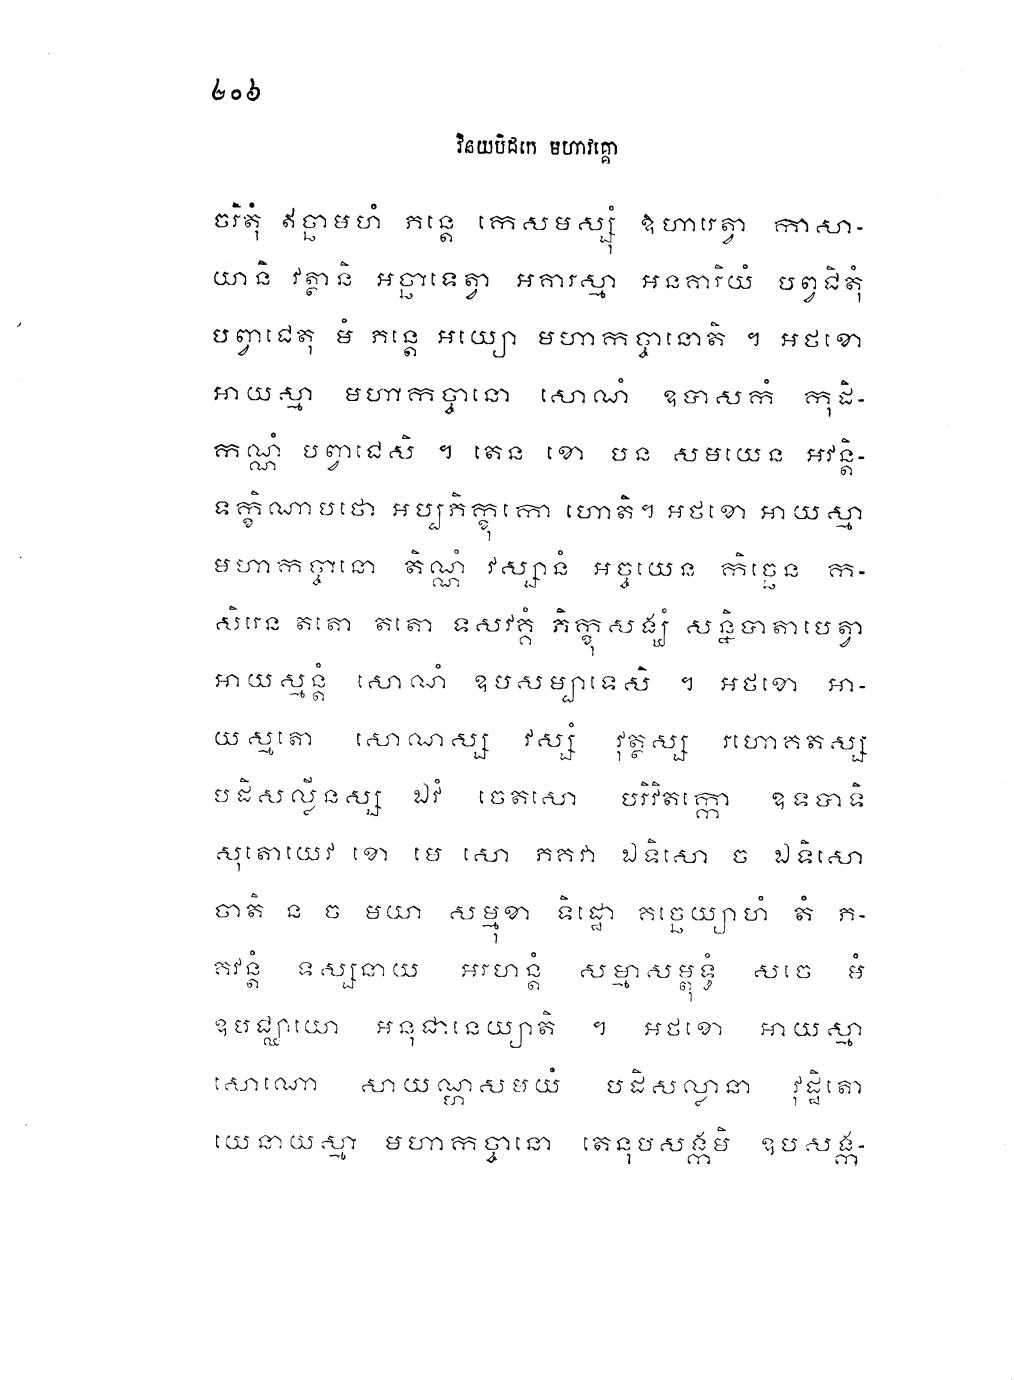 ៤០៦
វិនយបិដកេ មហាវគ្គោ
ចរិតុំ ឥច្ឆាមហំ ភន្តេ កេសមស្សុំ ឱហារេត្វា កាសា-
យានិ វត្ថានិ អច្ឆាទេត្វា អគារស្មា អនគារិយំ បព្វជិតុំ
បព្វាជេតុ មំ ភន្តេ អយ្យោ មហាកច្ចានោតិ ។ អថខោ
អាយស្មា មហាកច្ចានោ សោណំ ឧបាសកំ កុដិ-
កណ្ណំ បព្វាជេសិ ។ តេន ខោ បន សមយេន អវន្តិ-
ទក្ខិណាបថោ អប្បភិក្ខុកោ ហោតិ។ អថខោ អាយស្មា
មហាកច្ចានោ តិណ្ណំ វស្សានំ អច្ចយេន កិច្ឆេន ក-
សិរេន តតោ តតោ ទសវគ្គំ ភិក្ខុសង្ឃំ សន្និបាតាបេត្វា
អាយស្មន្តំ សោណំ ឧបសម្បាទេសិ ។ អថខោ អា-
យស្មតោ សោណស្ស វស្សំ វុត្ថស្ស រហោគតស្ស
បដិសល្លីនស្ស ឯវំ ចេតសោ បរិវិតក្កោ ឧទបាទិ
សុតោយេវ ខោ មេ សោ ភគវា ឯទិសោ ច ឯទិសោ
ចាតិ ន ច មយា សម្មុខា ទិដ្ឋោ គច្ឆេយ្យាហំ តំ ភ-
គវន្តំ ទស្សនាយ អរហន្តំ សម្មាសម្ពុទ្ធំ សចេ មំ
ឧបជ្ឈាយោ អនុជានេយ្យាតិ ។ អថខោ អាយស្មា
សោណោ សាយណ្ហសមយំ បដិសល្លានា វុដ្ឋិតោ
យេនាយស្មា មហាកច្ចានោ តេនុបសង្កមិ ឧបសង្ក-